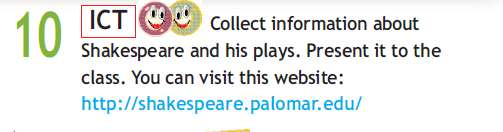 10 ICT Collect information about
Shakespeare and his plays. Present it to the
class. You can visit this website:
http://shakespeare.palomar.edu/